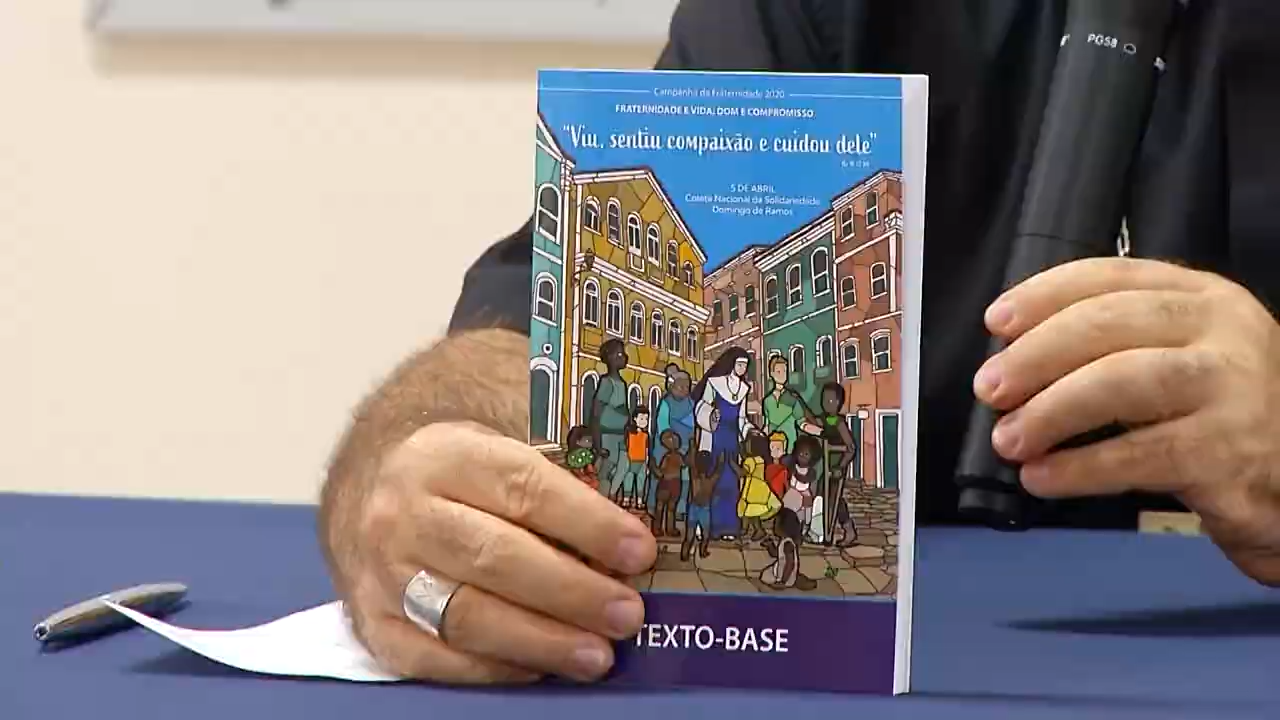 PG58
Campanha da Fraternidade 2020
FRATERNIDADE E VIDA: DOM E COMPROMISSO
"Viu, sentiu compaixão e cuidou dele"
5 DE ABRIL
Coleta Nacional da Solidariedade
Domingo de Ramos
TEXTO-BASE